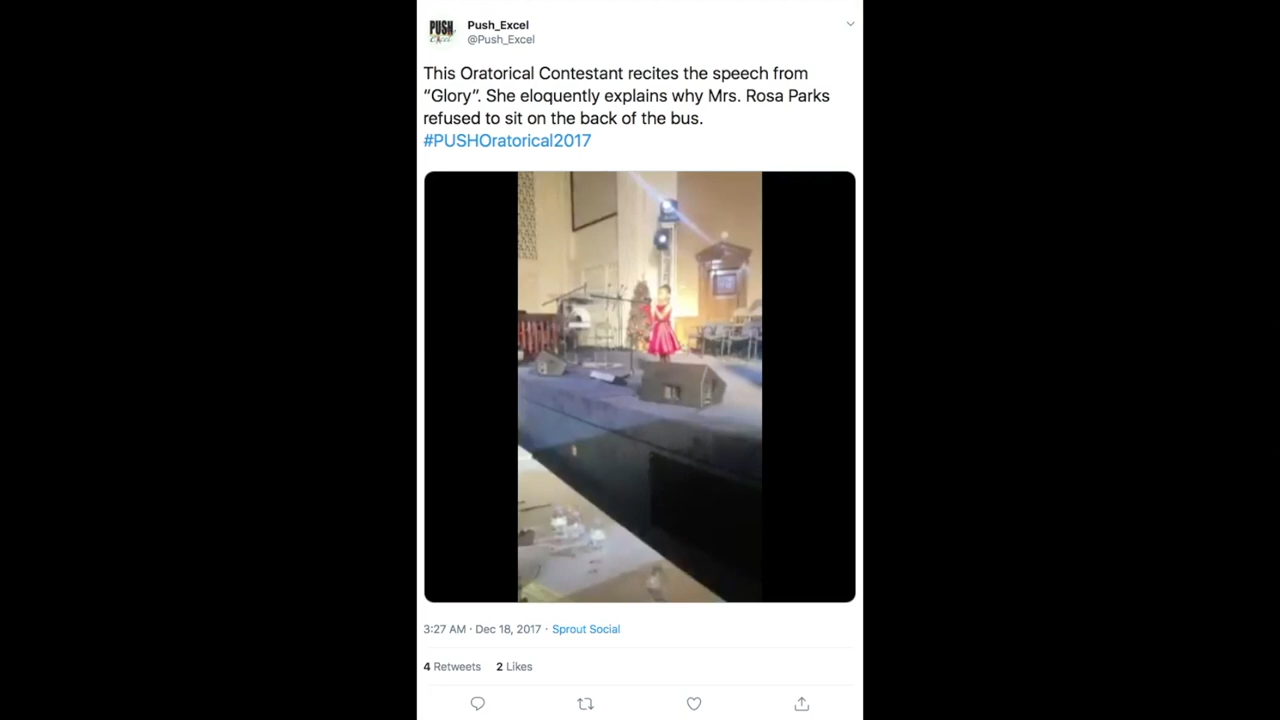 PUSH
Excel
Push_Excel
@Push_Excel
This Oratorical Contestant recites the speech from
“Glory”. She eloquently explains why Mrs. Rosa Parks
refused to sit on the back of the bus.
#PUSHOratorical2017
3:27 AM · Dec 18, 2017 · Sprout Social
4 Retweets 2 Likes